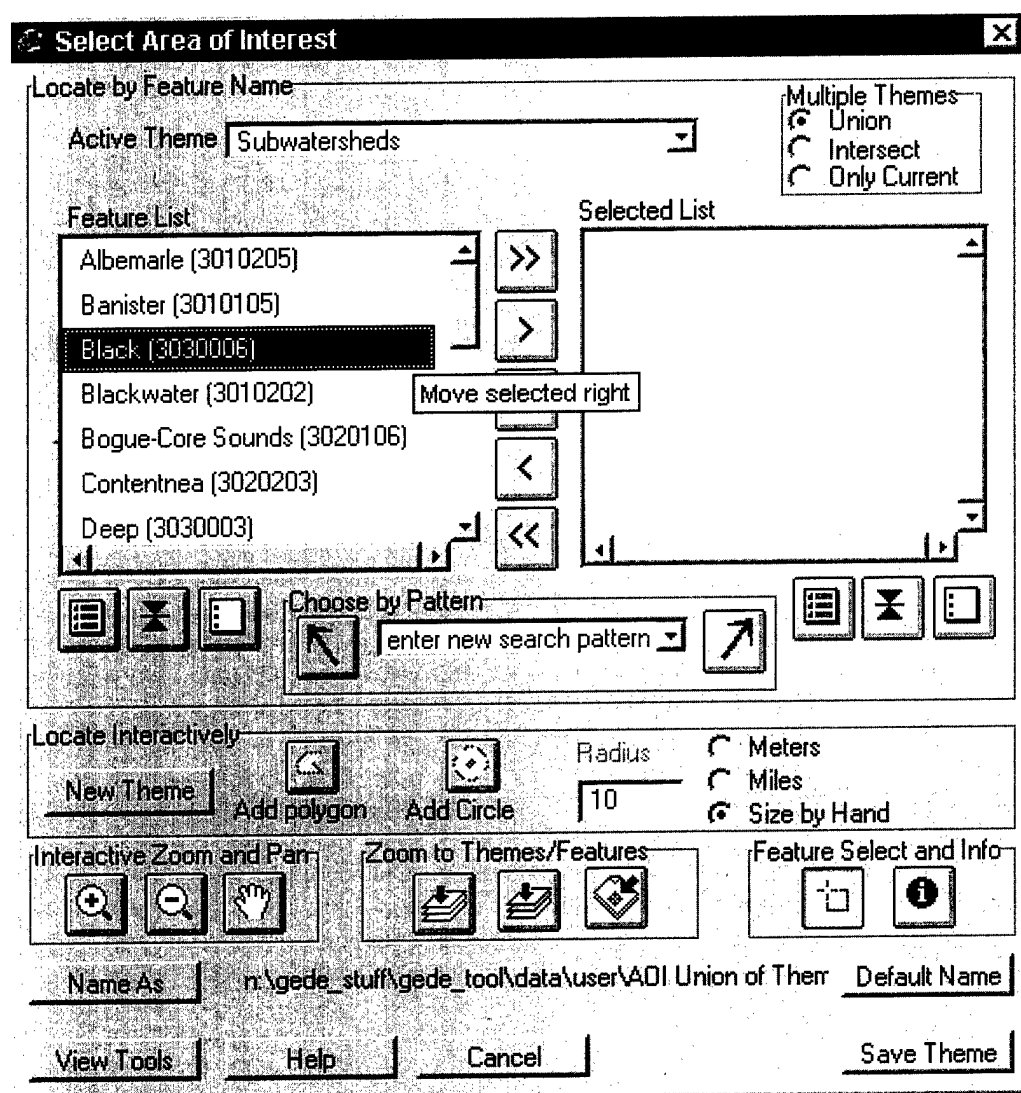 Select Area of Interest
Locate by Feature Name
Multiple Themes
Active Theme Subwatersheds
Union
Intersect
Only Current
Feature List
Selected List
Albemarle (3010205)
>>
Banister (3010105)
>
Black (3030006)
Blackwater (3010202)
Move selected right
Bogue-Core Sounds (3020106)
<
Contentnea (3020203)
Deep (3030003)
<<
Choose by Pattern
enter new search pattern
Locate Interactively
New Theme
Add polygon
Add Circle
Radius
10
Meters
Miles
Size by Hand
Interactive Zoom and Pan
Zoom to Themes/Features
Feature Select and Info
Name As
n:\gede_stuff\gede_tool\data\user\AOI Union of Them
Default Name
View Tools
Help
Cancel
Save Theme